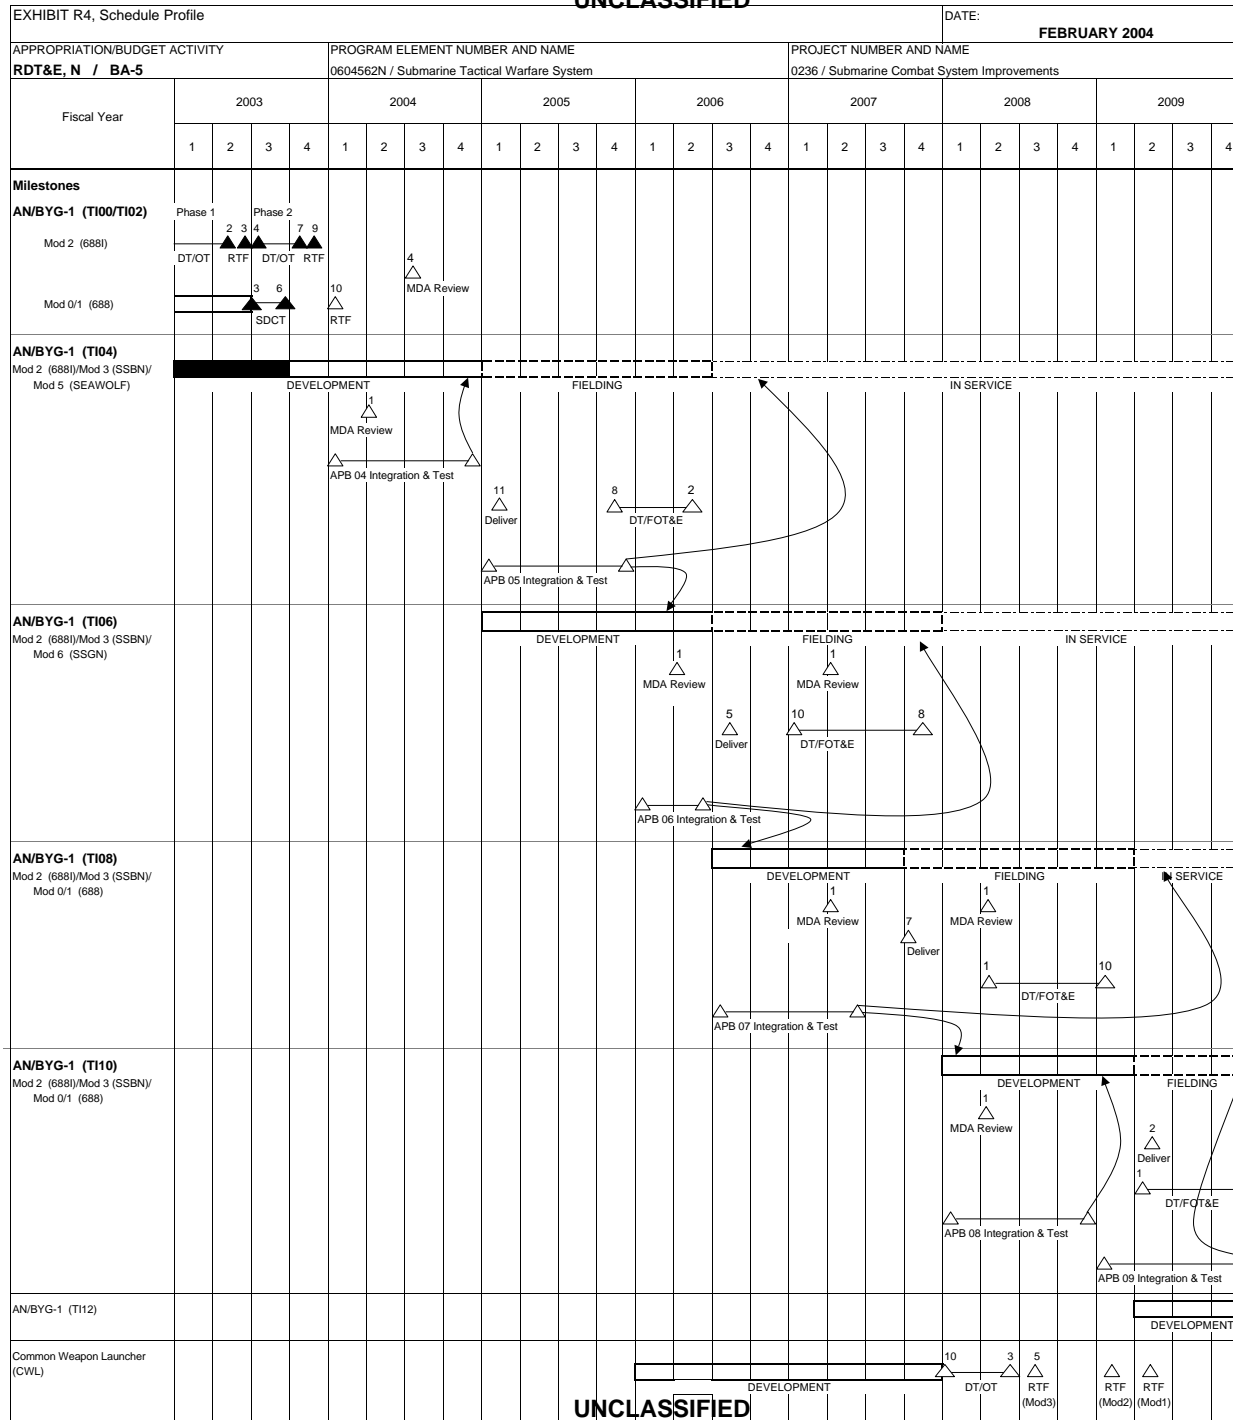 UNCLASSIFIED
EXHIBIT R4, Schedule Profile
DATE:
FEBRUARY 2004
APPROPRIATION/BUDGET ACTIVITY
PROGRAM ELEMENT NUMBER AND NAME
PROJECT NUMBER AND NAME
RDT&E, N / BA-5
0604562N / Submarine Tactical Warfare System
0236 / Submarine Combat System Improvements
Fiscal Year
2003 2004 2005 2006 2007 2008 2009
1 2 3 4 1 2 3 4 1 2 3 4 1 2 3 4 1 2 3 4 1 2 3 4 1 2 3 4
Milestones
AN/BYG-1 (TI00/TI02)
Phase 1 Phase 2
2 3 4 7 9
Mod 2 (688I)
DT/OT RTF DT/OT RTF
4
MDA Review
3 6 10
Mod 0/1 (688)
SDCT RTF
AN/BYG-1 (TI04)
Mod 2 (688I)/Mod 3 (SSBN)/
Mod 5 (SEAWOLF)
DEVELOPMENT FIELDING IN SERVICE
1
MDA Review
APB 04 Integration & Test
11 8 2
Deliver DT/FOT&E
APB 05 Integration & Test
AN/BYG-1 (TI06)
Mod 2 (688I)/Mod 3 (SSBN)/
Mod 6 (SSGN)
DEVELOPMENT FIELDING IN SERVICE
1 1
MDA Review MDA Review
5 10 8
Deliver DT/FOT&E
APB 06 Integration & Test
AN/BYG-1 (TI08)
Mod 2 (688I)/Mod 3 (SSBN)/
Mod 0/1 (688)
DEVELOPMENT FIELDING IN SERVICE
1 1
MDA Review MDA Review
7
Deliver
1 10
DT/FOT&E
APB 07 Integration & Test
AN/BYG-1 (TI10)
Mod 2 (688I)/Mod 3 (SSBN)/
Mod 0/1 (688)
DEVELOPMENT FIELDING
1
MDA Review
2
Deliver
1
DT/FOT&E
APB 08 Integration & Test
APB 09 Integration & Test
AN/BYG-1 (TI12)
DEVELOPMENT
Common Weapon Launcher
(CWL)
10 3 5
DEVELOPMENT DT/OT RTF RTF RTF
(Mod3) (Mod2) (Mod1)
UNCLASSIFIED